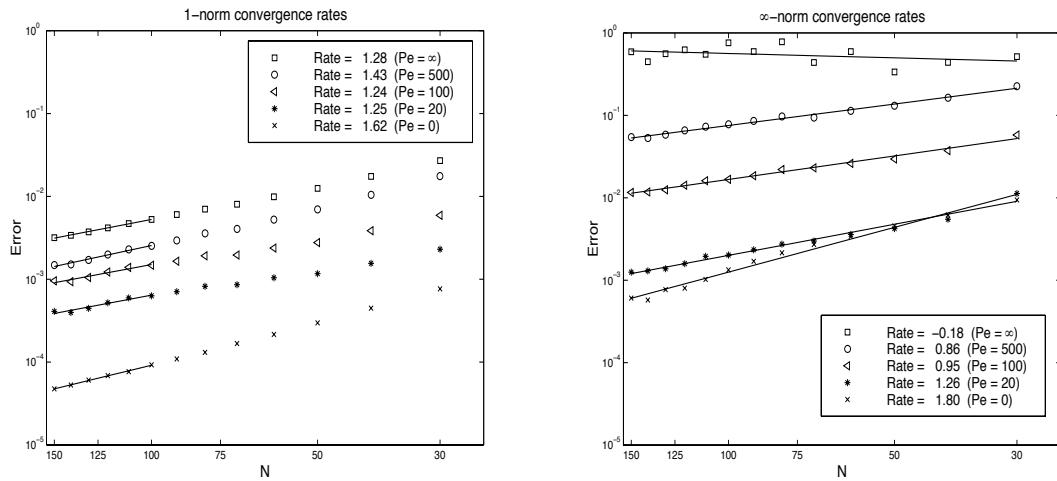 1-norm convergence rates
10^0
10^-1
10^-2
10^-3
10^-4
10^-5
Error
Rate = 1.28 (Pe = ∞)
Rate = 1.43 (Pe = 500)
Rate = 1.24 (Pe = 100)
Rate = 1.25 (Pe = 20)
Rate = 1.62 (Pe = 0)
150 125 100 75 50 30
N
∞-norm convergence rates
10^0
10^-1
10^-2
10^-3
10^-4
10^-5
Error
Rate = -0.18 (Pe = ∞)
Rate = 0.86 (Pe = 500)
Rate = 0.95 (Pe = 100)
Rate = 1.26 (Pe = 20)
Rate = 1.80 (Pe = 0)
150 125 100 75 50 30
N